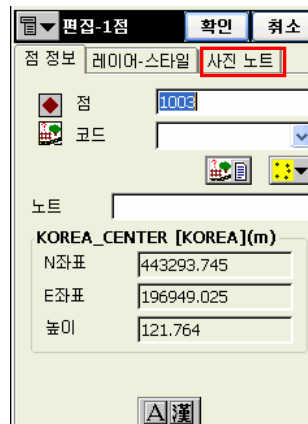 편집-1점 확인 취소
점 정보 레이어-스타일 사진 노트
점 1003
코드
노트
KOREA_CENTER [KOREA](m)
N좌표 443293.745
E좌표 196949.025
높이 121.764
A漢